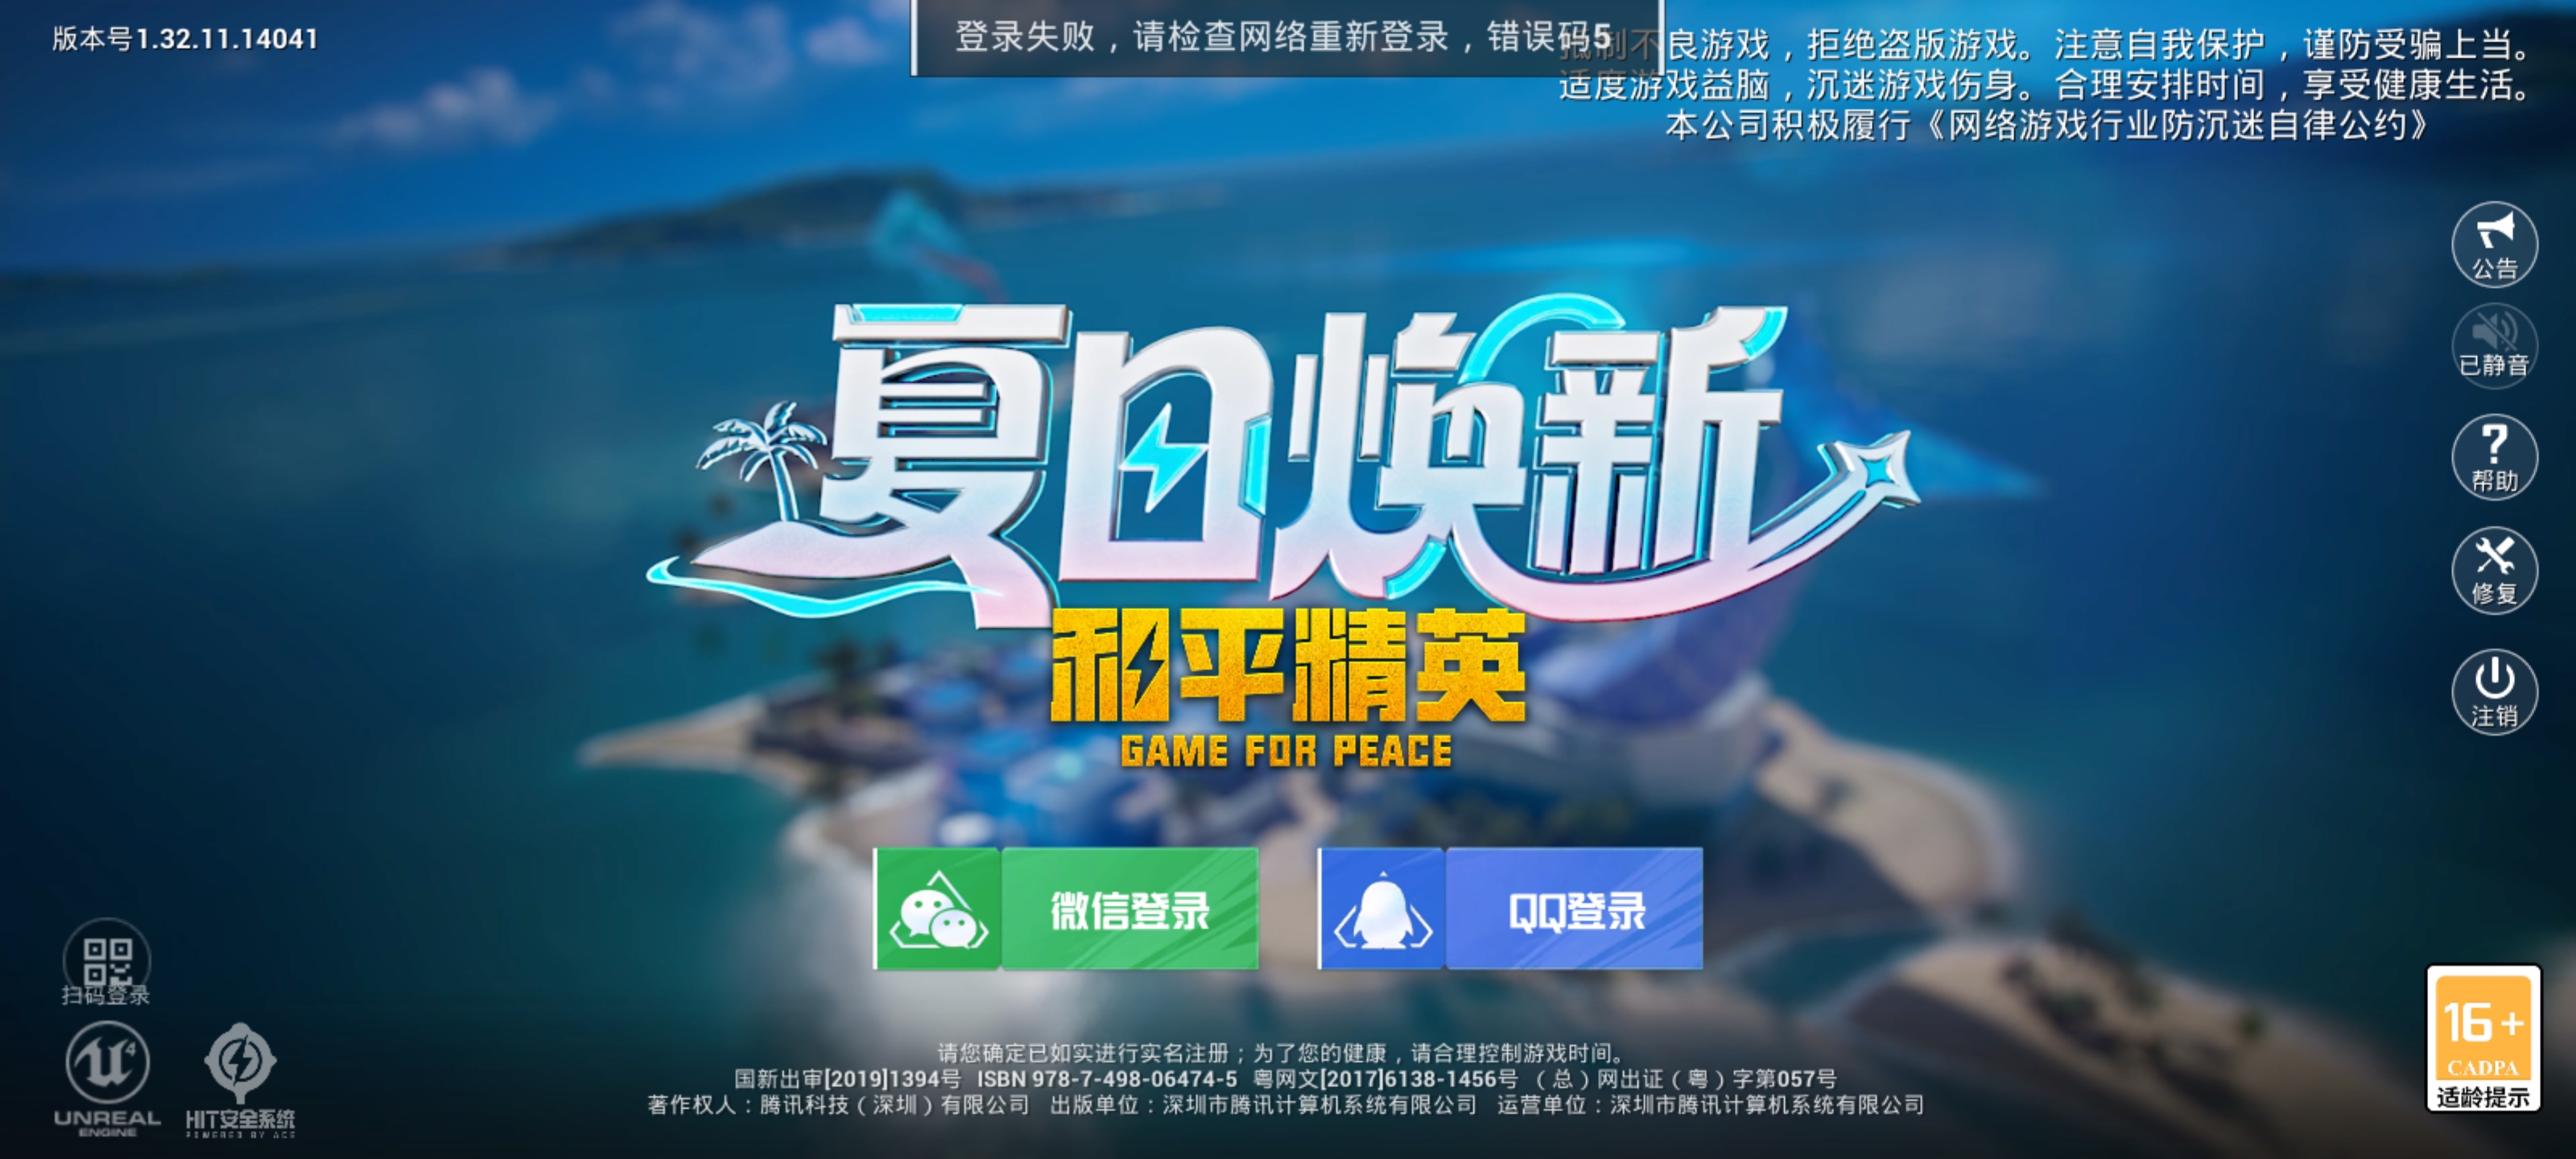 版本号1.32.11.14041
登录失败，请检查网络重新登录，错误码5
不良游戏，拒绝盗版游戏。注意自我保护，谨防受骗上当。
适度游戏益脑，沉迷游戏伤身。合理安排时间，享受健康生活。
本公司积极履行《网络游戏行业防沉迷自律公约》
公告
已静音
帮助
修复
注销
夏日焕新
和平精英
GAME FOR PEACE
微信登录
QQ登录
扫码登录
UNREAL
ENGINE
HIT安全系统
POWERED BY ACE
请您确定已如实进行实名注册；为了您的健康，请合理控制游戏时间。
国新出审[2019]1394号 ISBN 978-7-498-06474-5 粤网文[2017]6138-1456号 （总）网出证（粤）字第057号
著作权人：腾讯科技（深圳）有限公司 出版单位：深圳市腾讯计算机系统有限公司 运营单位：深圳市腾讯计算机系统有限公司
16+
CADPA
适龄提示